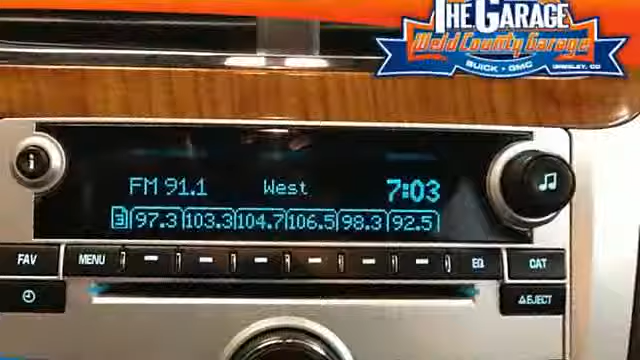 THE GARAGE
Weld County Garage
BUICK • GMC
GREELEY, CO
FM 91.1 West 7:03
3 97.3 103.3 104.7 106.5 98.3 92.5
FAV MENU EQ CAT
EJECT